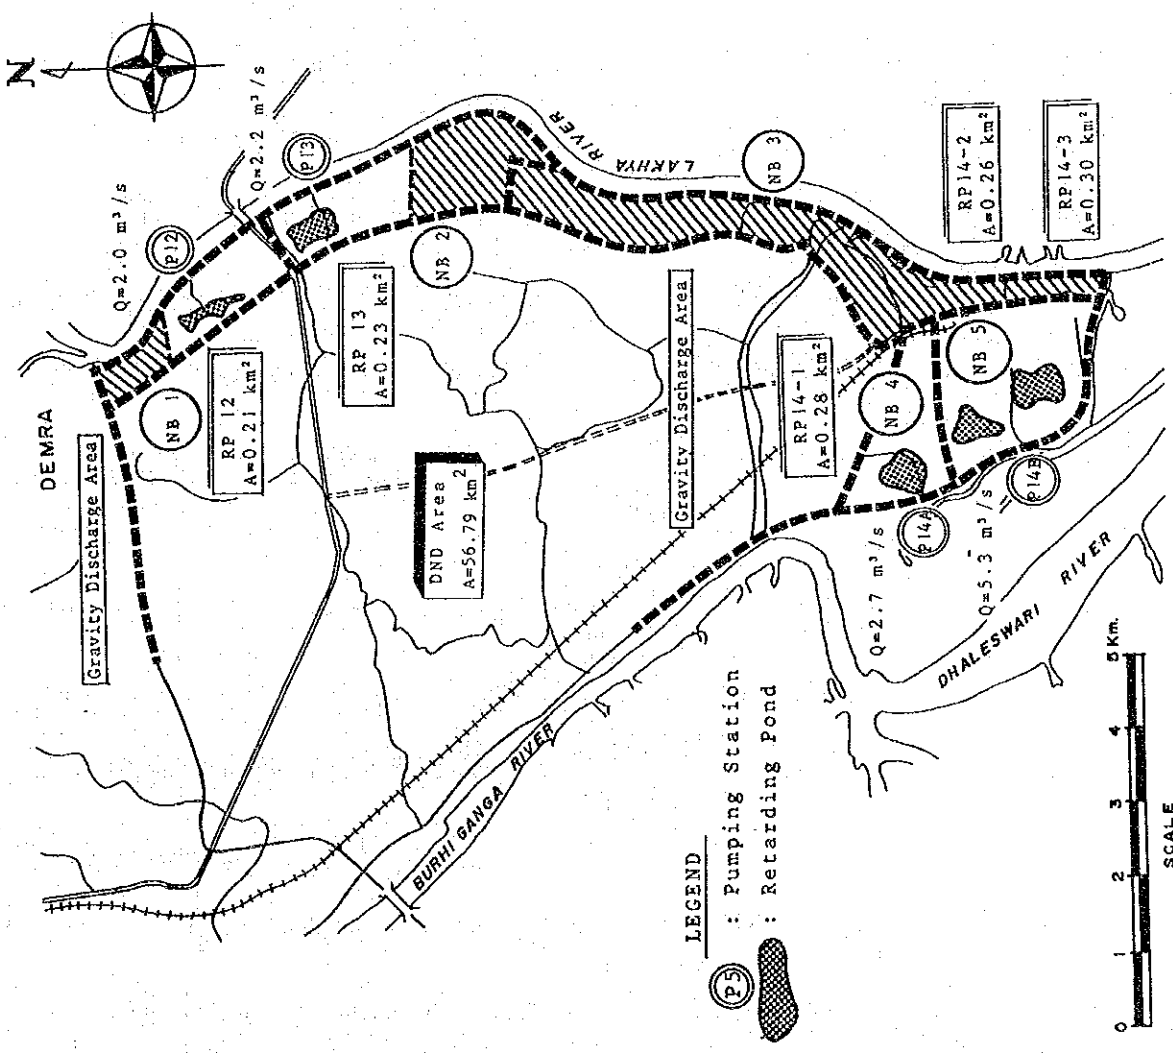 N
DEMRA
Gravity Discharge Area
Q=2.0 m³/s
P12
Q=2.2 m³/s
P13
NB 1
RP 12
A=0.21 km²
RP 13
A=0.23 km²
NB 2
LAKHYA RIVER
NB 3
DND Area
A=56.79 km²
Gravity Discharge Area
RP14-1
A=0.28 km²
RP14-2
A=0.26 km²
RP14-3
A=0.30 km²
NB 4
NB 5
P14A
Q=2.7 m³/s
P14B
Q=5.3 m³/s
BURHI GANGA RIVER
DHALESWARI RIVER
LEGEND
P5 : Pumping Station
: Retarding Pond
0 1 2 3 4 5 Km.
SCALE